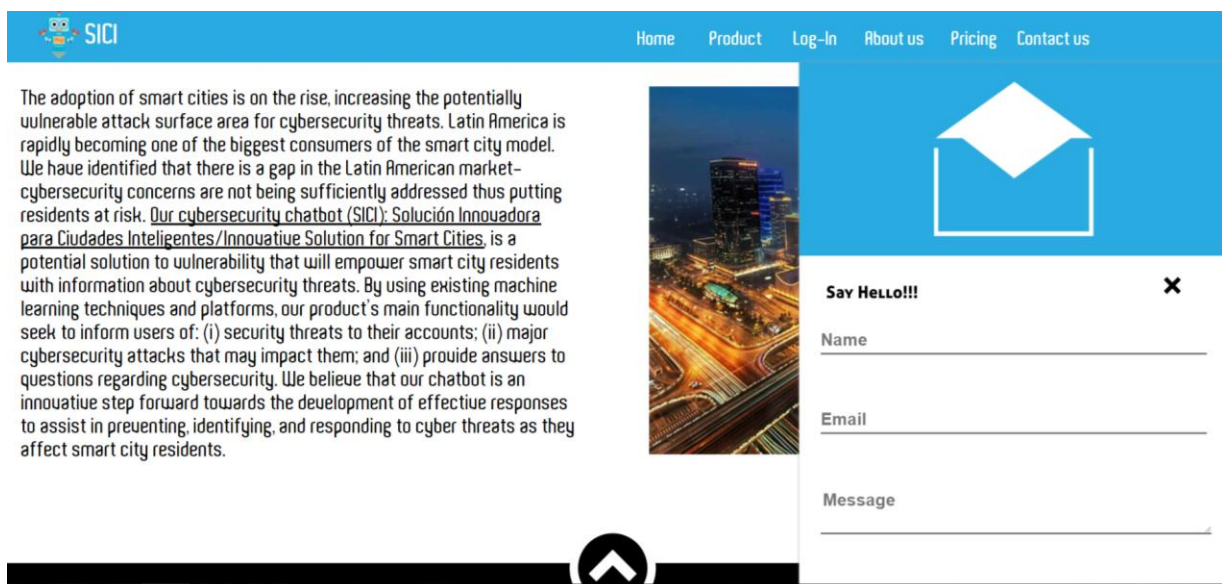 SICI
Home Product Log-In About us Pricing Contact us
The adoption of smart cities is on the rise, increasing the potentially
vulnerable attack surface area for cybersecurity threats. Latin America is
rapidly becoming one of the biggest consumers of the smart city model.
We have identified that there is a gap in the Latin American market-
cybersecurity concerns are not being sufficiently addressed thus putting
residents at risk. Our cybersecurity chatbot (SICI): Solución Innovadora
para Ciudades Inteligentes/Innovative Solution for Smart Cities, is a
potential solution to vulnerability that will empower smart city residents
with information about cybersecurity threats. By using existing machine
learning techniques and platforms, our product's main functionality would
seek to inform users of: (i) security threats to their accounts; (ii) major
cybersecurity attacks that may impact them; and (iii) provide answers to
questions regarding cybersecurity. We believe that our chatbot is an
innovative step forward towards the development of effective responses
to assist in preventing, identifying, and responding to cyber threats as they
affect smart city residents.
Say Hello!!!
Name
Email
Message